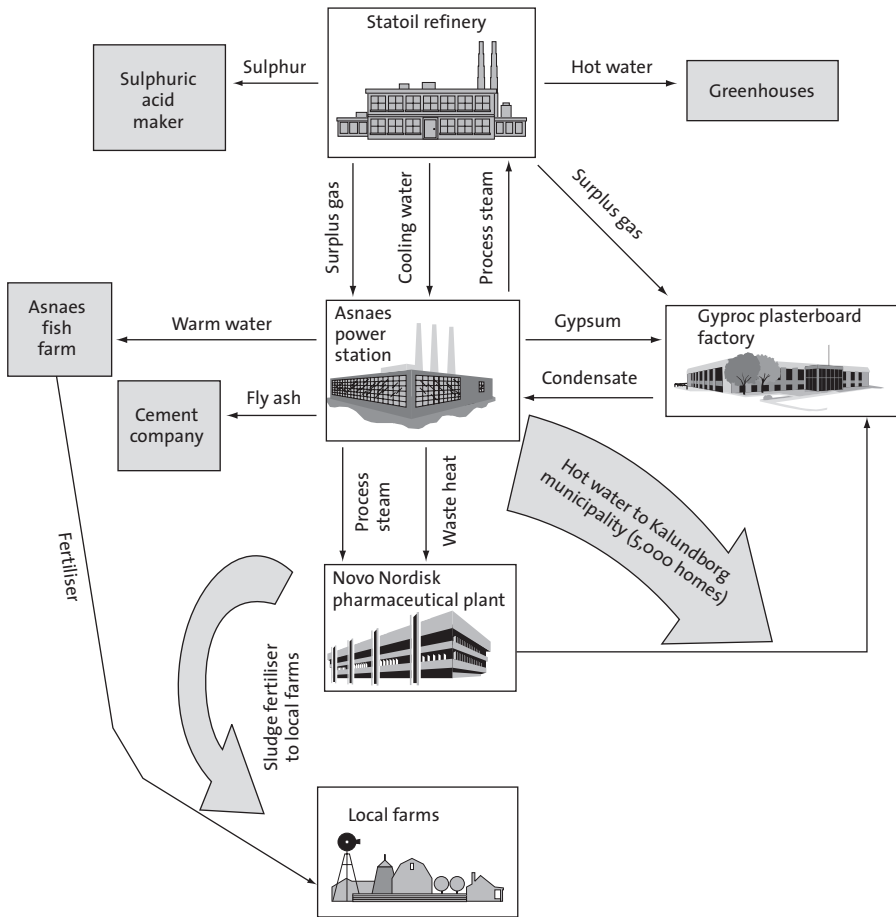 Statoil refinery
Sulphur
Sulphuric
acid
maker
Hot water
Greenhouses
Surplus gas
Cooling water
Process steam
Surplus gas
Asnaes
fish
farm
Warm water
Asnaes
power
station
Gypsum
Gyproc plasterboard
factory
Condensate
Fly ash
Cement
company
Process
steam
Waste heat
Hot water to Kalundborg
municipality (5,000 homes)
Fertiliser
Novo Nordisk
pharmaceutical plant
Sludge fertiliser
to local farms
Local farms